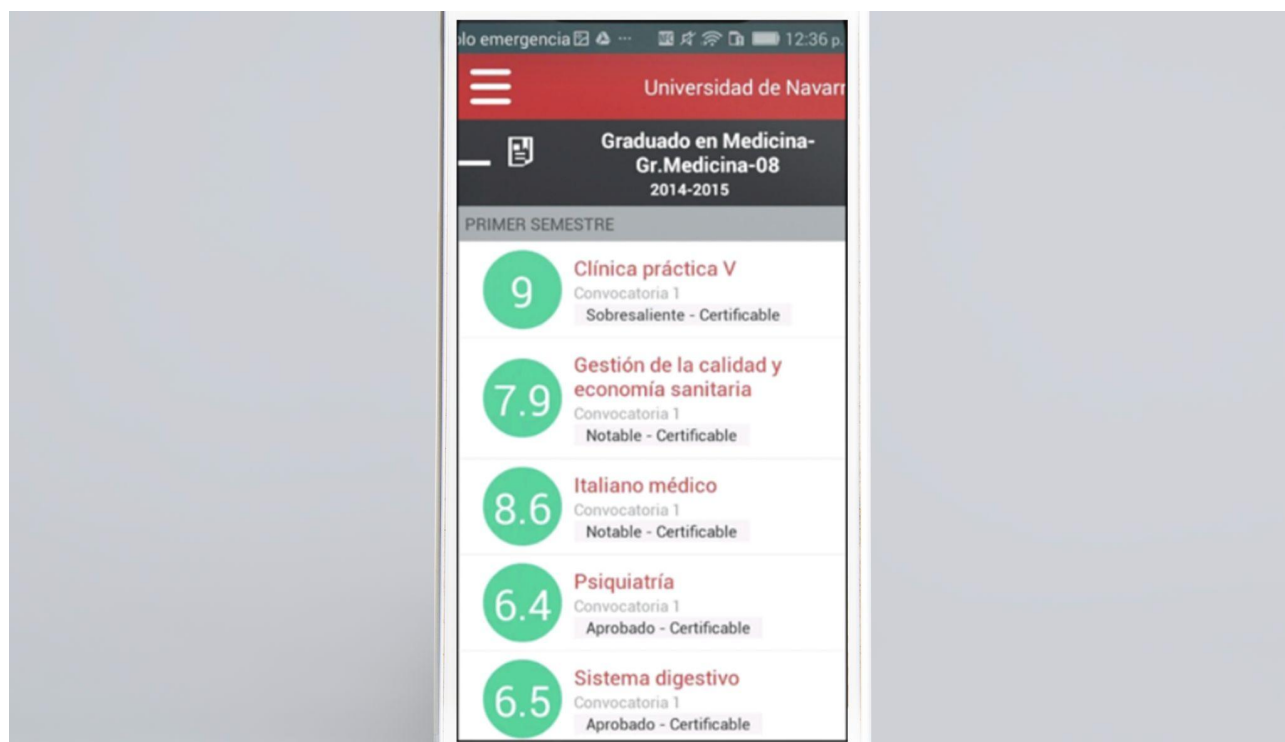 emergencia
12:36 p.
Universidad de
Graduado en Medicina-
Gr.Medicina-08
2014-2015
PRIMER SEMESTRE
9
Clínica práctica V
Convocatoria 1
Sobresaliente - Certificable
7.9
Gestión de la calidad y
economía sanitaria
Convocatoria 1
Notable - Certificable
8.6
Italiano médico
Convocatoria 1
Notable - Certificable
6.4
Psiquiatría
Convocatoria 1
Aprobado - Certificable
6.5
Sistema digestivo
Convocatoria 1
Aprobado - Certificable